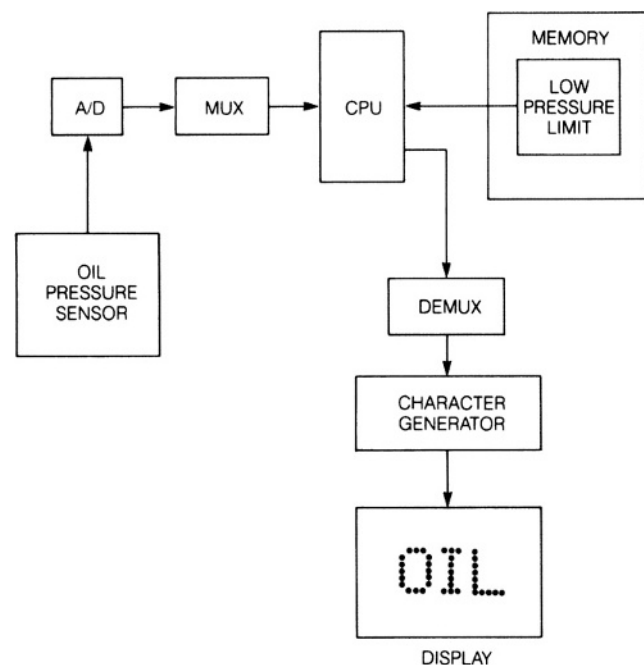 MEMORY
LOW
PRESSURE
LIMIT
CPU
A/D
MUX
OIL
PRESSURE
SENSOR
DEMUX
CHARACTER
GENERATOR
OIL
DISPLAY